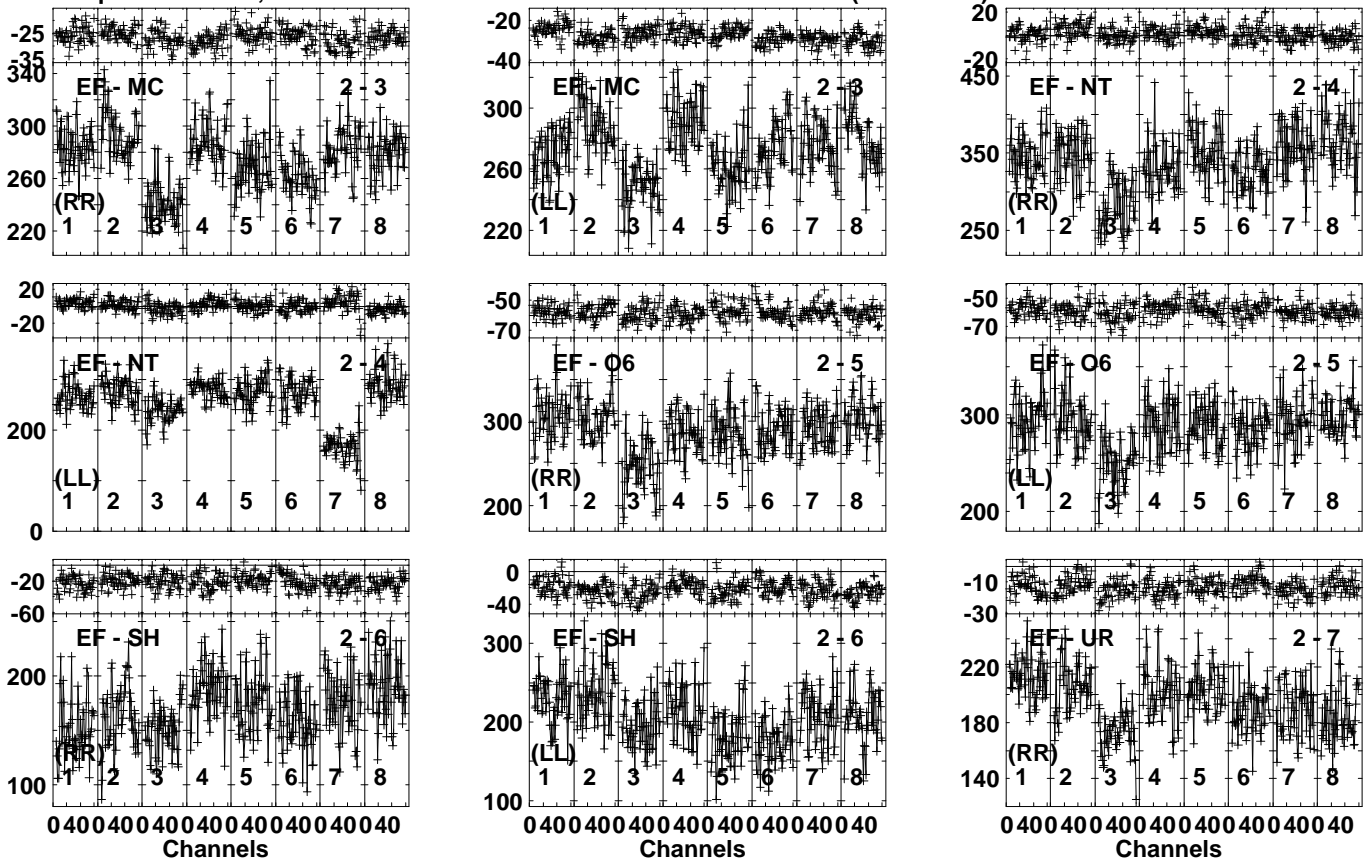 -25 -20 20
-35 -40 -20
340 EF - MC 2 - 3 EF - MC 2 - 3 450 EF - NT 2 - 4
300 300
260 260 350
(RR) (LL) (RR)
220 1 2 3 4 5 6 7 8 220 1 2 3 4 5 6 7 8 250 1 2 3 4 5 6 7 8
20 -50 -50
-20 -70 -70
EF - NT 2 - 4 EF - O6 2 - 5 EF - O6 2 - 5
200 300 300
(LL) (RR) (LL)
1 2 3 4 5 6 7 8 200 1 2 3 4 5 6 7 8 200 1 2 3 4 5 6 7 8
0
-20 0 -10
-60 -40 -30
EF - SH 2 - 6 EF - SH 2 - 6 EF - UR 2 - 7
200 300 220
200 180
(RR) (LL) (RR)
100 1 2 3 4 5 6 7 8 100 1 2 3 4 5 6 7 8 140 1 2 3 4 5 6 7 8
0 40 0 40 0 40 0 40 0 40 0 40 0 40 0 40 0 40 0 40 0 40 0 40 0 40 0 40 0 40 0 40 0 40 0 40 0 40 0 40 0 40 0 40 0 40 0 40
Channels Channels Channels